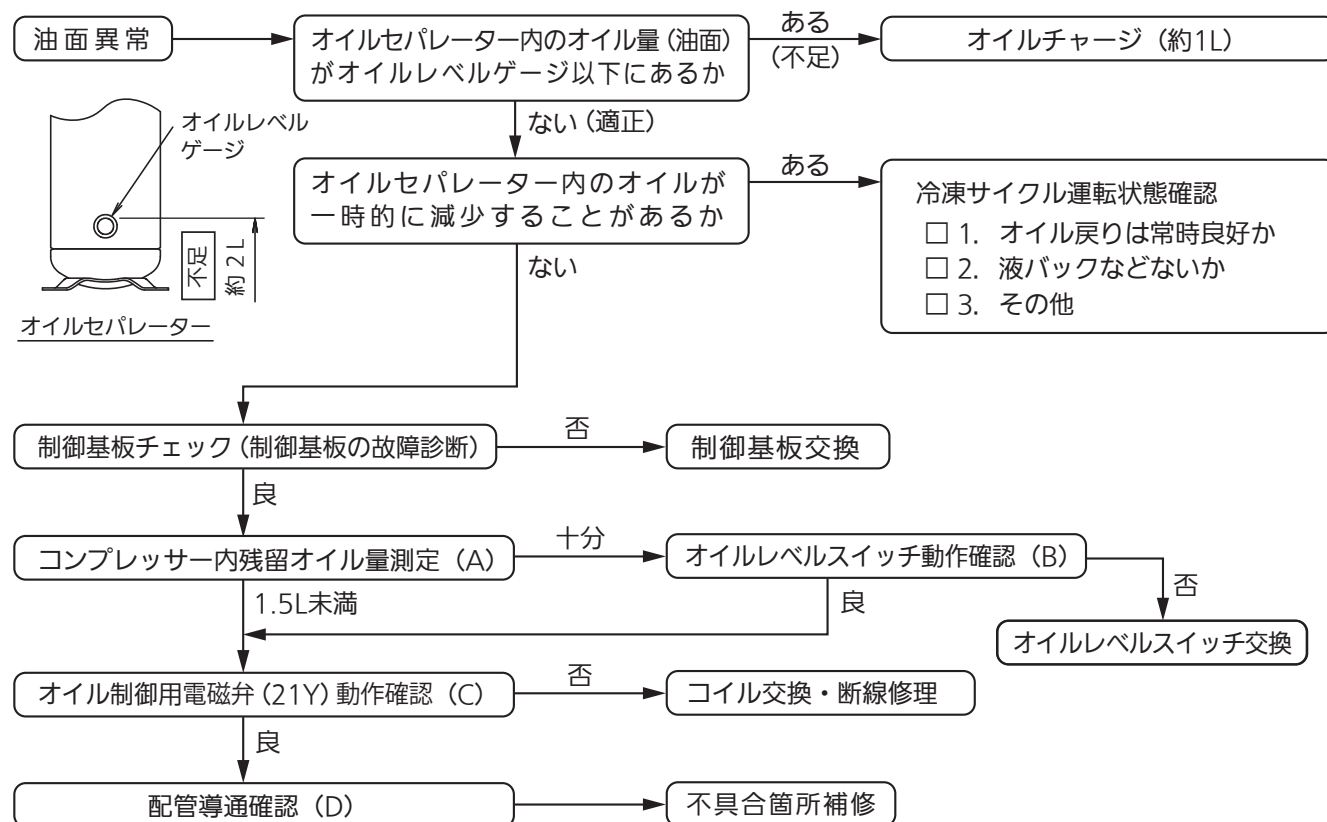 油面異常
オイルセパレーター内のオイル量(油面)
がオイルレベルゲージ以下にあるか
ある
(不足)
オイルチャージ(約1L)
オイルレベル
ゲージ
不足
約2L
オイルセパレーター
ない(適正)
オイルセパレーター内のオイルが
一時的に減少することがあるか
ある
冷凍サイクル運転状態確認
□ 1. オイル戻りは常時良好か
□ 2. 液バックなどないか
□ 3. その他
ない
制御基板チェック(制御基板の故障診断)
否
制御基板交換
良
コンプレッサー内残留オイル量測定(A)
十分
オイルレベルスイッチ動作確認(B)
1.5L未満
良
否
オイルレベルスイッチ交換
オイル制御用電磁弁(21Y)動作確認(C)
否
コイル交換・断線修理
良
配管導通確認(D)
不具合箇所補修